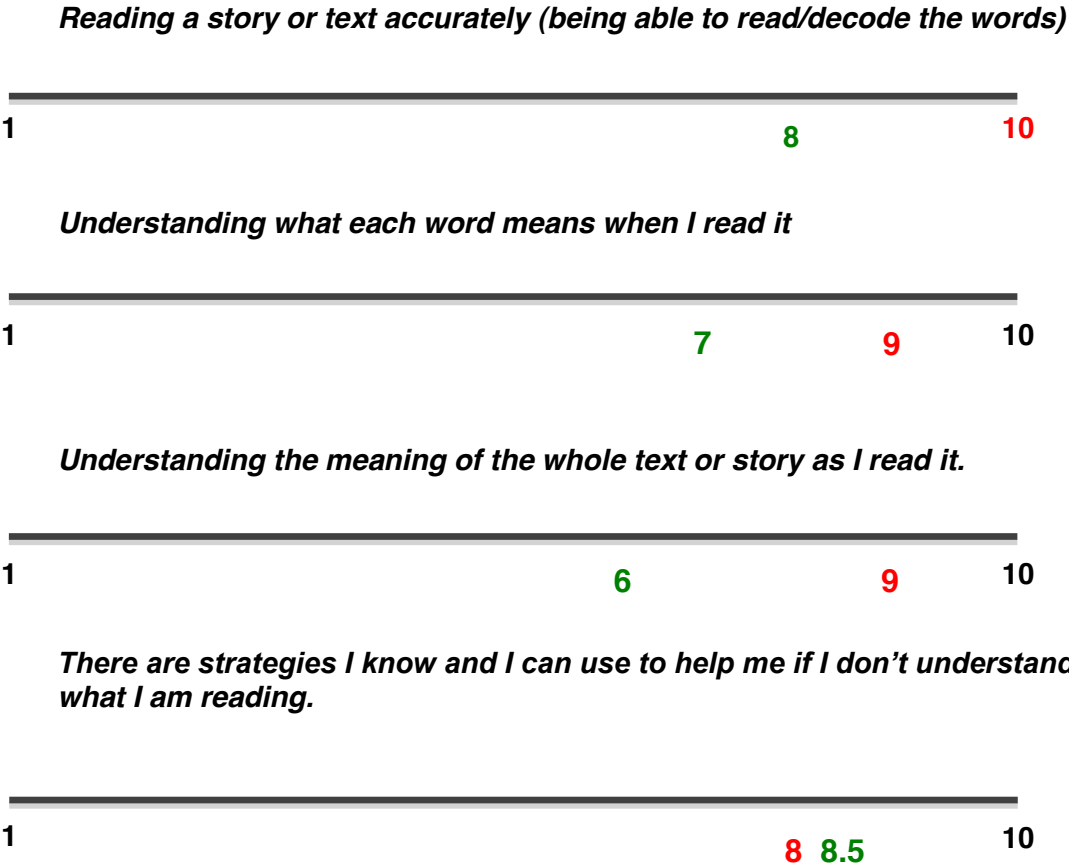 Reading a story or text accurately (being able to read/decode the words)
1 8 10
Understanding what each word means when I read it
1 7 9 10
Understanding the meaning of the whole text or story as I read it.
1 6 9 10
There are strategies I know and I can use to help me if I don’t understand
what I am reading.
1 8 8.5 10